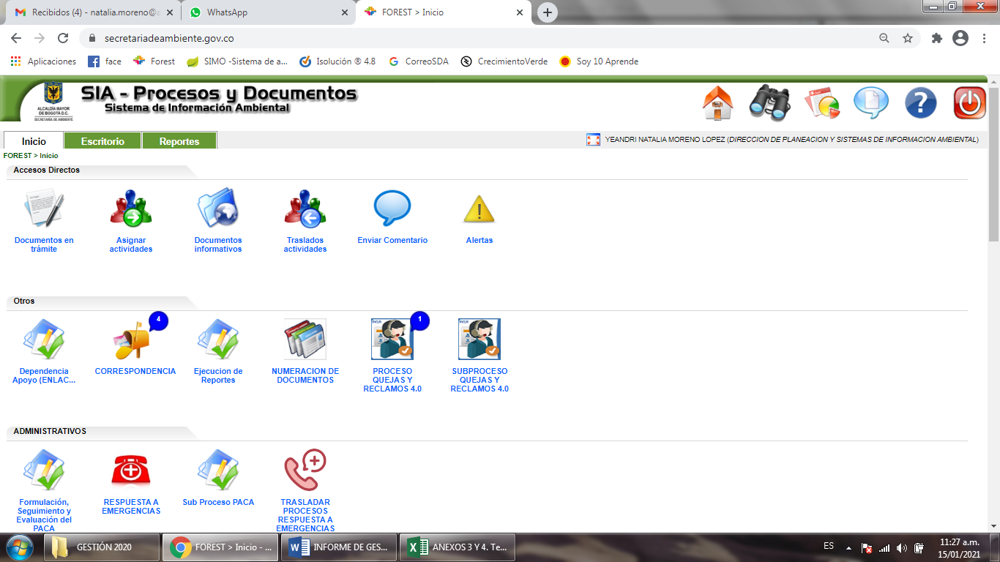 Recibidos (4) - natalia.moreno@a
WhatsApp
FOREST > Inicio
secretariadeambiente.gov.co
Aplicaciones
face
Forest
SIMO -Sistema de a...
Isolución ® 4.8
CorreoSDA
CrecimientoVerde
Soy 10 Aprende
ALCALDÍA MAYOR
DE BOGOTÁ D.C.
SECRETARÍA DE AMBIENTE
SIA - Procesos y Documentos
Sistema de Información Ambiental
Inicio
Escritorio
Reportes
YEANDRI NATALIA MORENO LOPEZ (DIRECCION DE PLANEACION Y SISTEMAS DE INFORMACION AMBIENTAL)
FOREST > Inicio
Accesos Directos
Documentos en
trámite
Asignar
actividades
Documentos
informativos
Traslados
actividades
Enviar Comentario
Alertas
Otros
4
1
Dependencia
Apoyo (ENLAC...
CORRESPONDENCIA
Ejecucion de
Reportes
NUMERACION DE
DOCUMENTOS
PROCESO
QUEJAS Y
RECLAMOS 4.0
SUBPROCESO
QUEJAS Y
RECLAMOS 4.0
ADMINISTRATIVOS
Formulación,
Seguimiento y
Evaluación del
PACA
RESPUESTA A
EMERGENCIAS
Sub Proceso PACA
TRASLADAR
PROCESOS
RESPUESTA A
EMERGENCIAS
GESTIÓN 2020
FOREST > Inicio - ...
INFORME DE GES...
ANEXOS 3 Y 4. Te...
ES
11:27 a.m.
15/01/2021